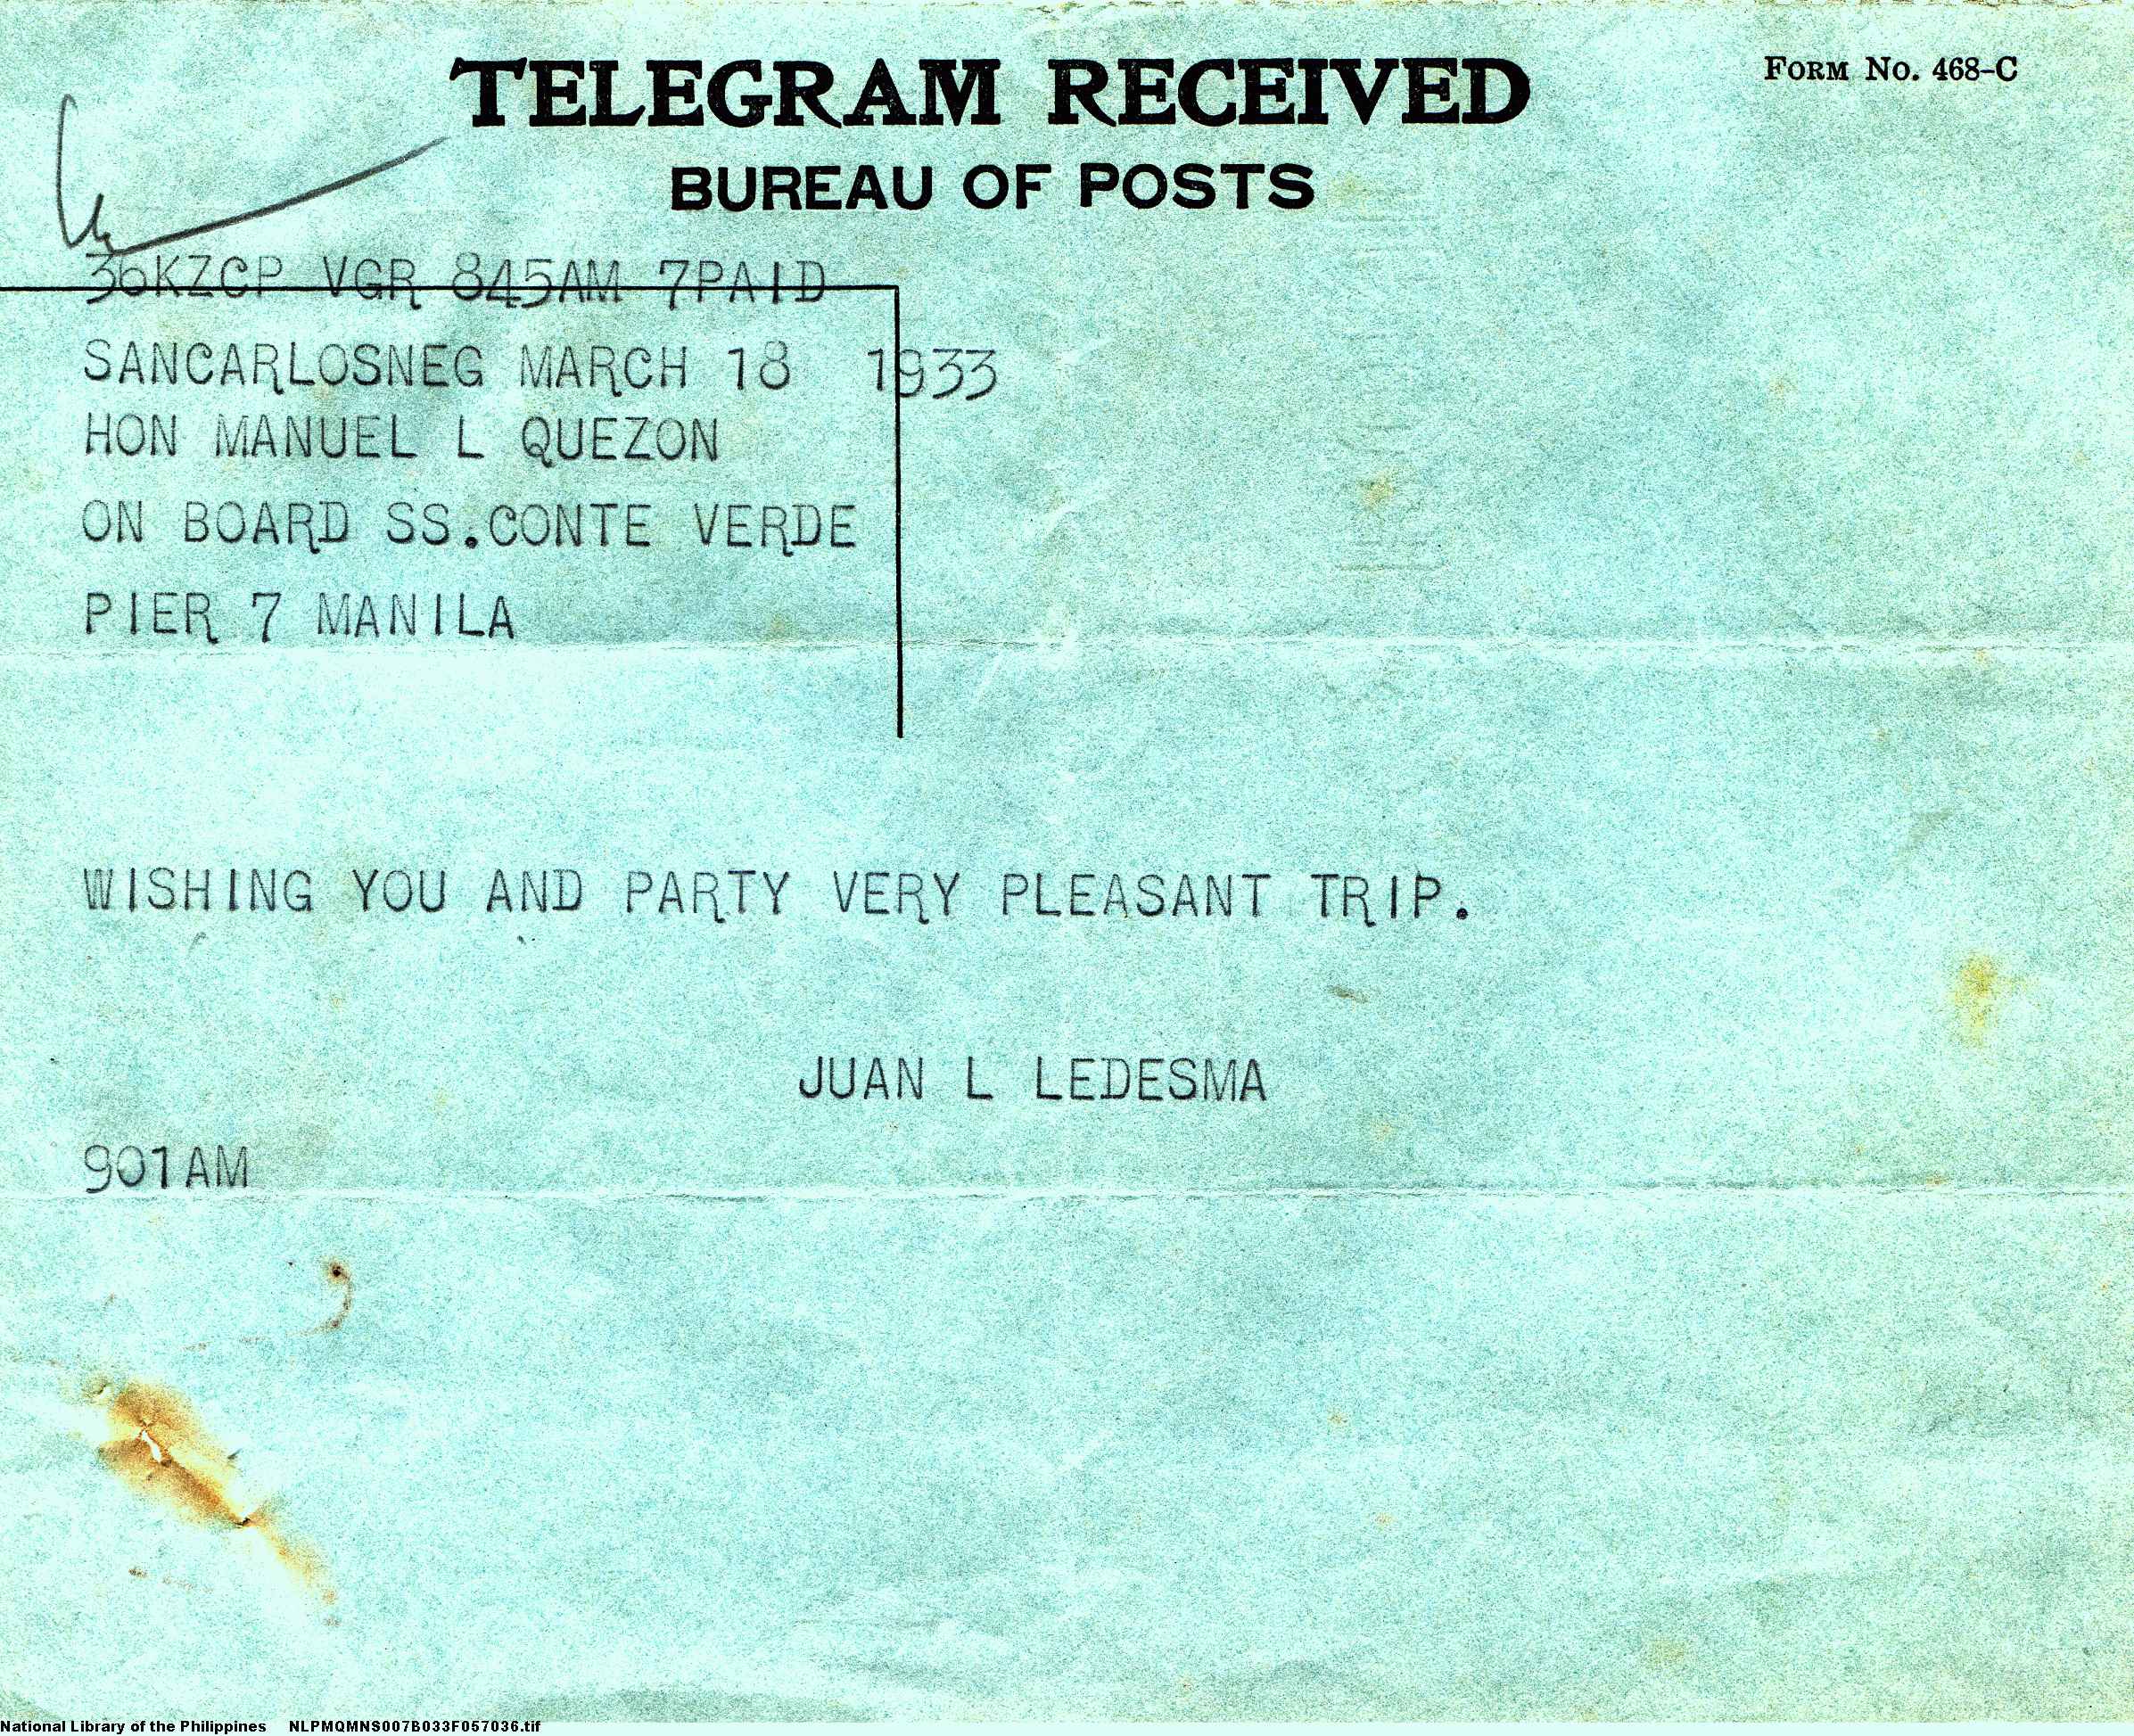 TELEGRAM RECEIVED
FORM No. 468-C
BUREAU OF POSTS
36KZCP VGR 845AM 7PAID
SANCARLOSNEG MARCH 18 1933
HON MANUEL L QUEZON
ON BOARD SS.CONTE VERDE
PIER 7 MANILA
WISHING YOU AND PARTY VERY PLEASANT TRIP.
JUAN L LEDESMA
901AM
National Library of the Philippines NLPMQMNS007B033F057036.tif